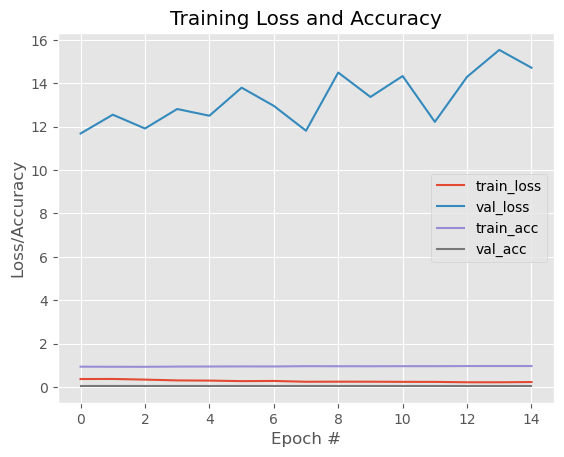 Training Loss and Accuracy
16
14
12
10
8
6
4
2
0
Loss/Accuracy
train_loss
val_loss
train_acc
val_acc
0 2 4 6 8 10 12 14
Epoch #